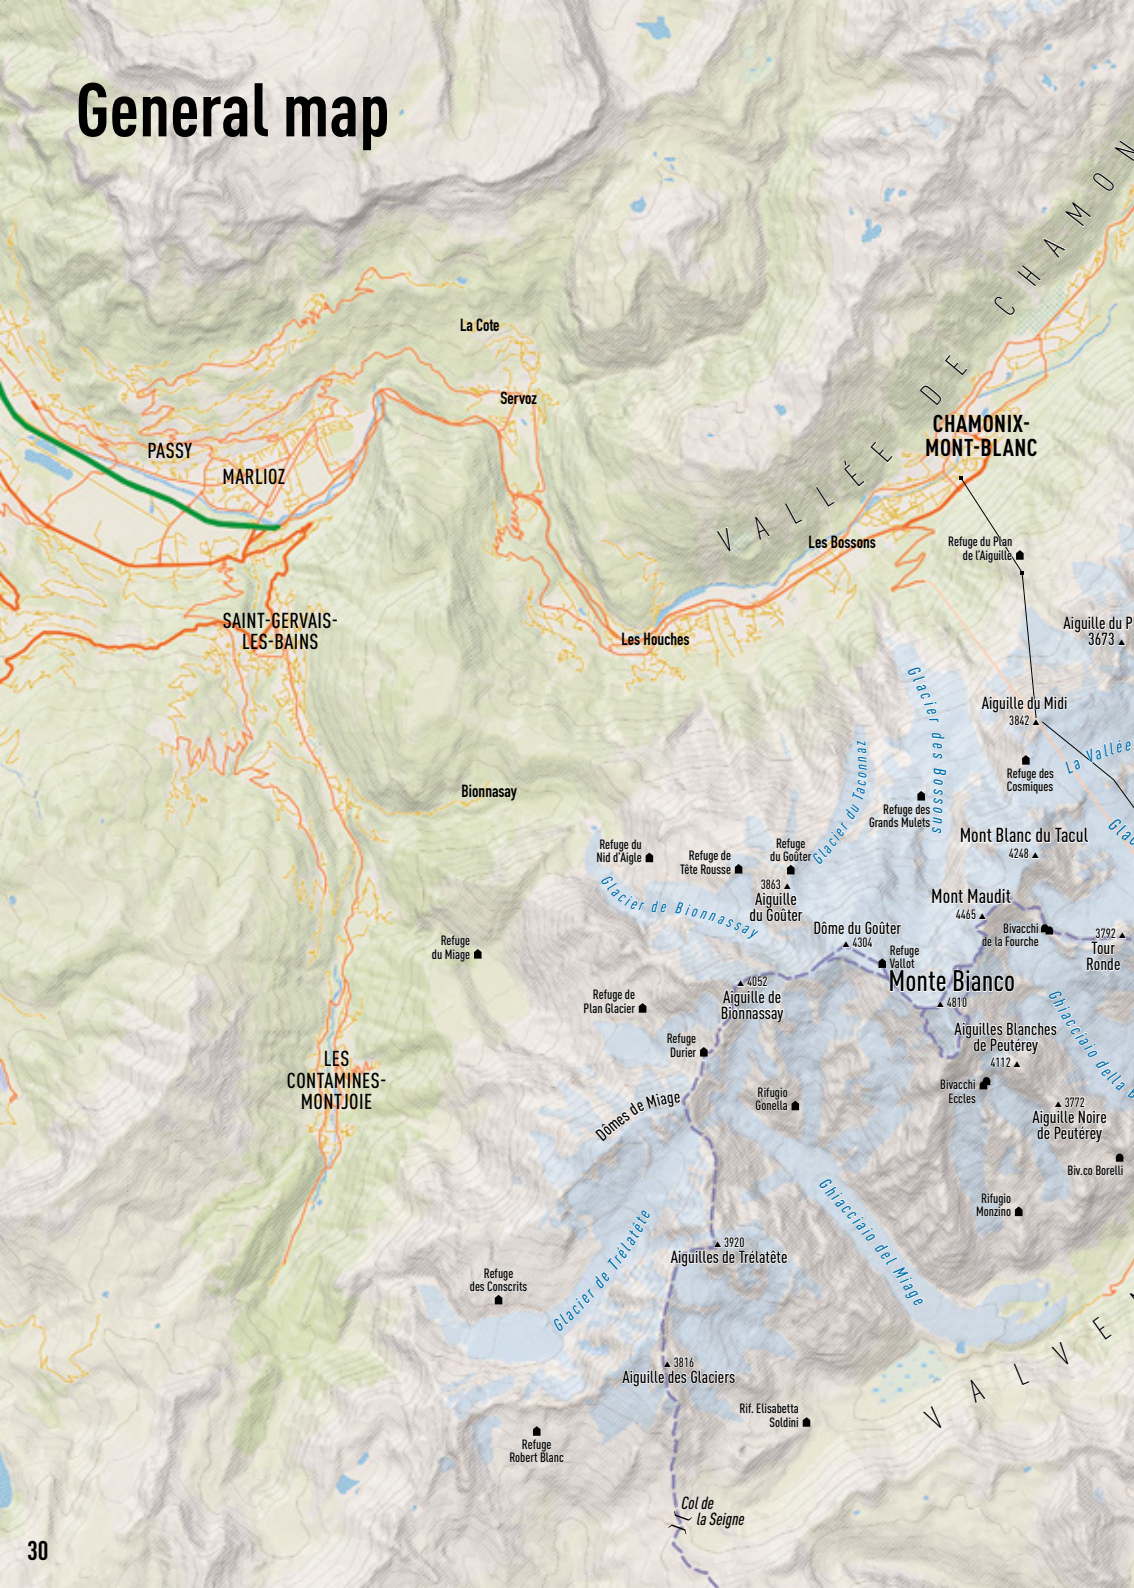 General map
CHAMON
La Cote
Servoz
VALLÉE DE
PASSY
MARLIOZ
CHAMONIX-
MONT-BLANC
Les Bossons
Refuge du Plan
de l'Aiguille
SAINT-GERVAIS-
LES-BAINS
Les Houches
Aiguille du P
3673
Glacier des Bossons
Aiguille du Midi
3842
La Vallée
Glacier du Taconnaz
Refuge des
Cosmiques
Bionnasay
Refuge des
Grands Mulets
Glac
Mont Blanc du Tacul
4248
Refuge du
Nid d'Aigle
Refuge de
Tête Rousse
Refuge
du Goûter
3863
Aiguille
du Goûter
Glacier de Bionnassay
Mont Maudit
4465
Dôme du Goûter
4304
Bivacchi
de la Fourche
3792
Tour
Ronde
Refuge
du Miage
Refuge
Vallot
Monte Bianco
4810
4052
Aiguille de
Bionnassay
Refuge de
Plan Glacier
Ghiacciaio della
Aiguilles Blanches
de Peutérey
4112
Refuge
Durier
LES
CONTAMINES-
MONTJOIE
Bivacchi
Eccles
Rifugio
Gonella
Dômes de Miage
3772
Aiguille Noire
de Peutérey
Biv.co Borelli
Ghiacciaio del Miage
Rifugio
Monzino
Glacier de Trélatête
3920
Aiguilles de Trélatête
Refuge
des Conscrits
VALVE
3816
Aiguille des Glaciers
Rif. Elisabetta
Soldini
Refuge
Robert Blanc
Col de
la Seigne
30